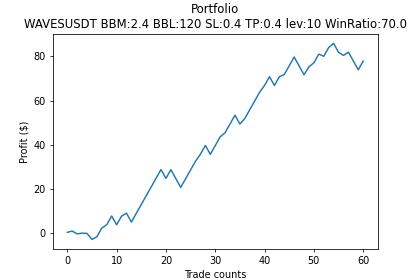 Portfolio
WAVESUSDT BBM:2.4 BBL:120 SL:0.4 TP:0.4 lev:10 WinRatio:70.0
80
60
40
20
0
Profit ($)
0 10 20 30 40 50 60
Trade counts